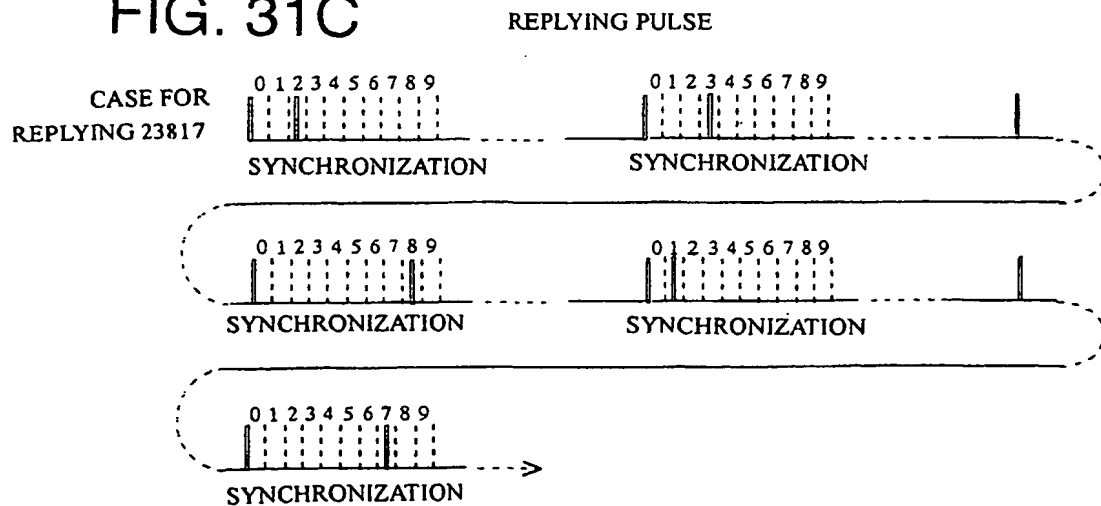 FIG. 31C
REPLYING PULSE
CASE FOR
REPLYING 23817
0 1 2 3 4 5 6 7 8 9
0 1 2 3 4 5 6 7 8 9
SYNCHRONIZATION
SYNCHRONIZATION
0 1 2 3 4 5 6 7 8 9
0 1 2 3 4 5 6 7 8 9
SYNCHRONIZATION
SYNCHRONIZATION
0 1 2 3 4 5 6 7 8 9
SYNCHRONIZATION